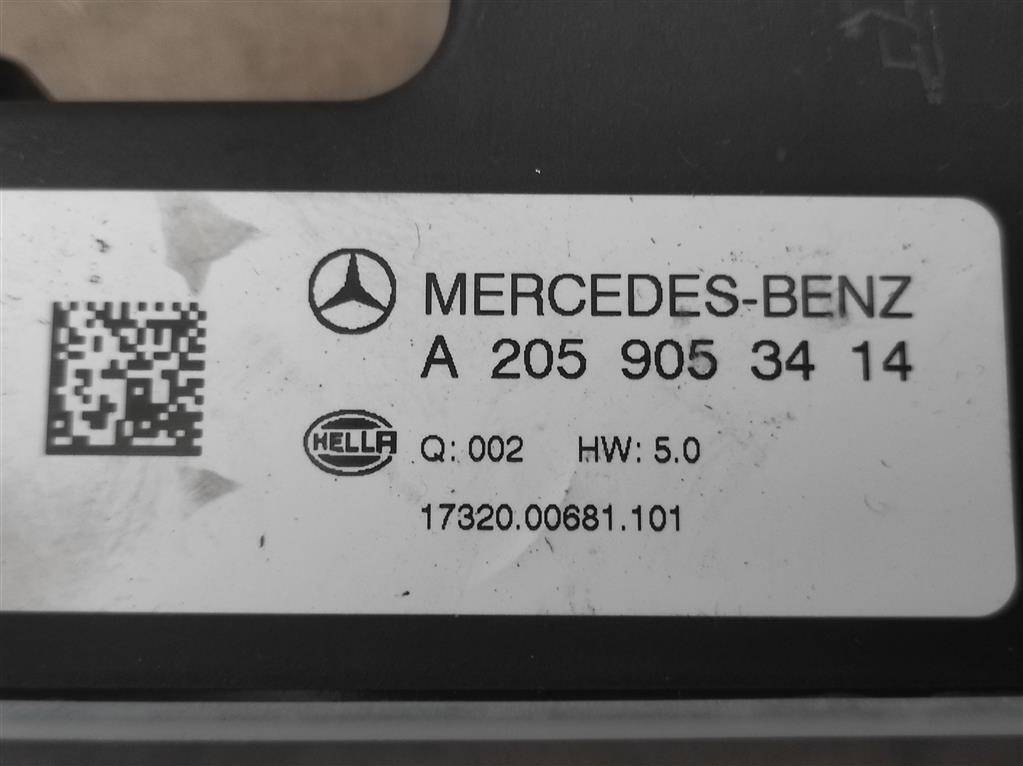 MERCEDES-BENZ
A 205 905 34 14
HELLA Q: 002 HW: 5.0
17320.00681.101